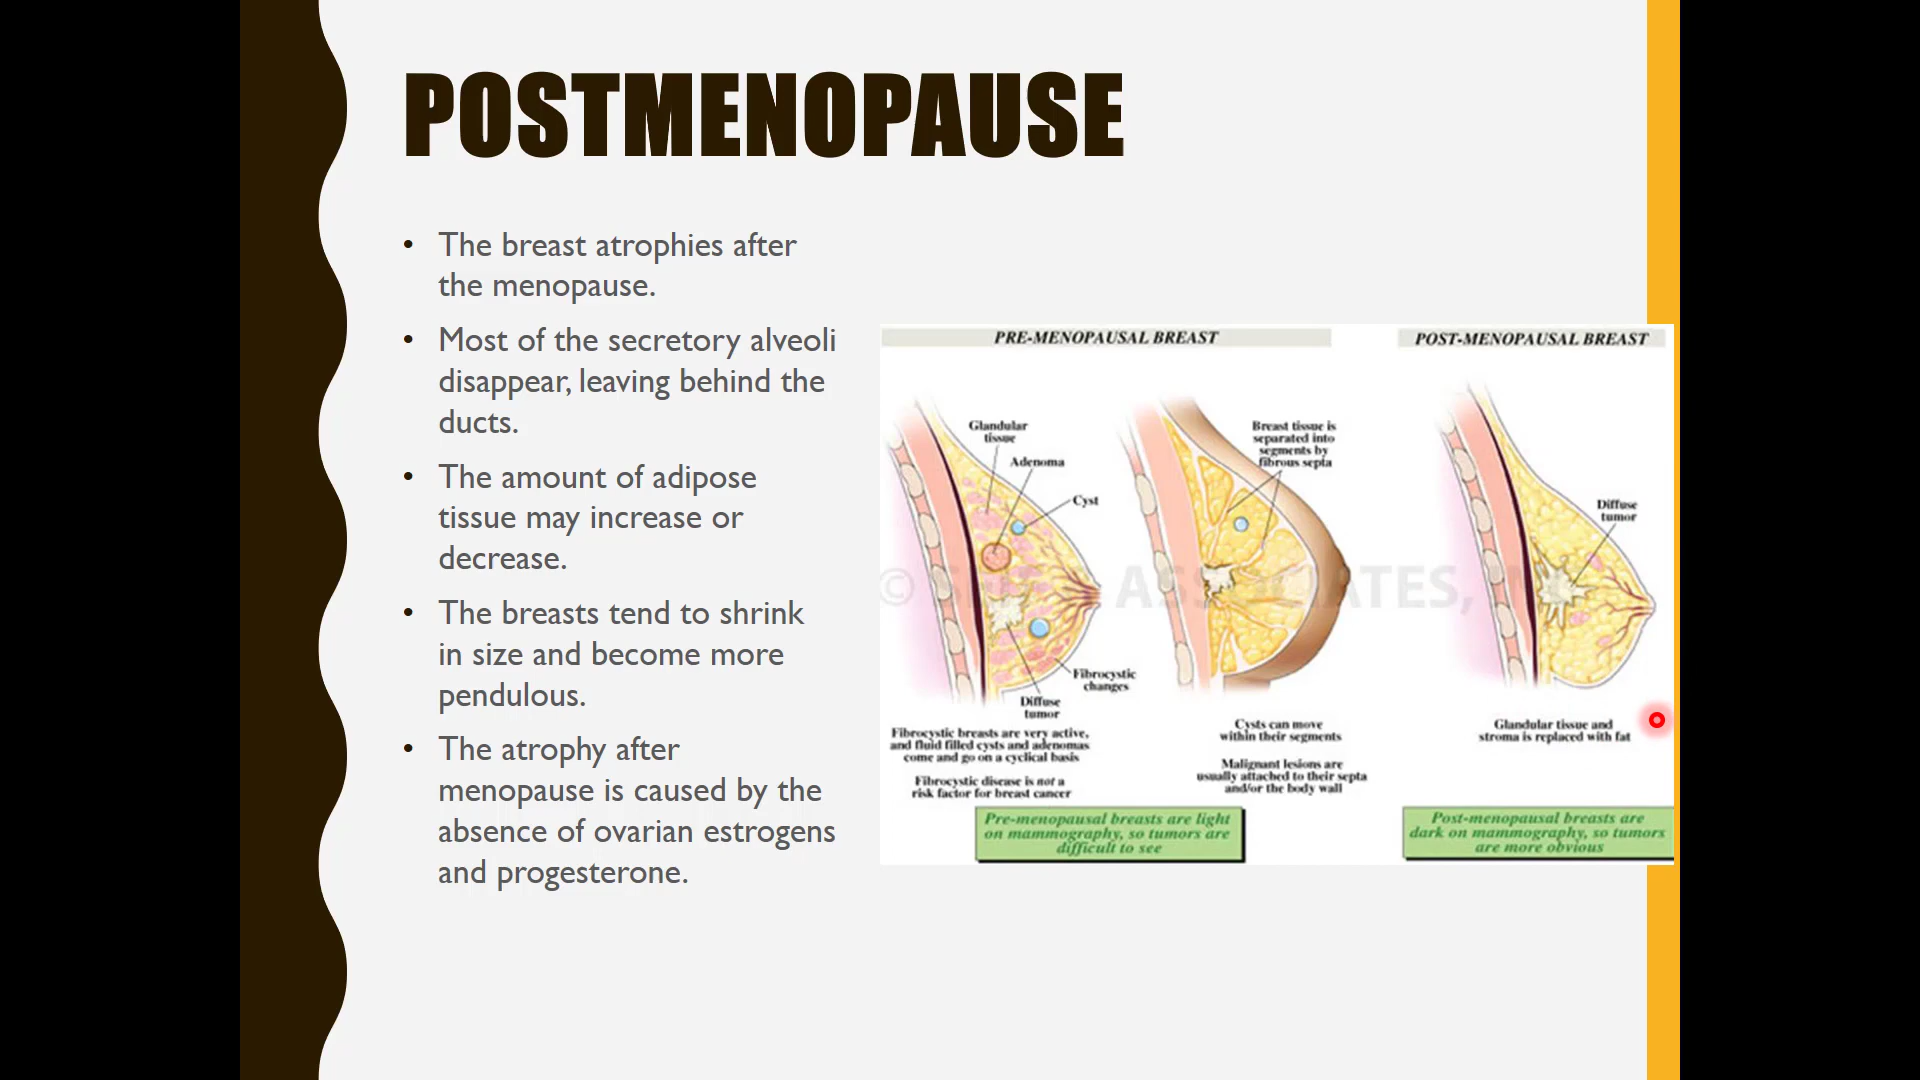 POSTMENOPAUSE
• The breast atrophies after
the menopause.
• Most of the secretory alveoli
disappear, leaving behind the
ducts.
• The amount of adipose
tissue may increase or
decrease.
• The breasts tend to shrink
in size and become more
pendulous.
• The atrophy after
menopause is caused by the
absence of ovarian estrogens
and progesterone.
PRE-MENOPAUSAL BREAST
Glandular
tissue
Adenoma
Cyst
Fibrocystic
changes
Diffuse
tumor
Fibrocystic breasts are very active,
and fluid filled cysts and adenomas
come and go on a cyclical basis
Fibrocystic disease is not a
risk factor for breast cancer
Breast tissue is
separated into
segments by
fibrous septa
Cysts can move
within their segments
Malignant lesions are
usually attached to their septa
and/or the body wall
Pre-menopausal breasts are light
on mammography, so tumors are
difficult to see
POST-MENOPAUSAL BREAST
Diffuse
tumor
Glandular tissue and
stroma is replaced with fat
Post-menopausal breasts are
dark on mammography, so tumors
are more obvious